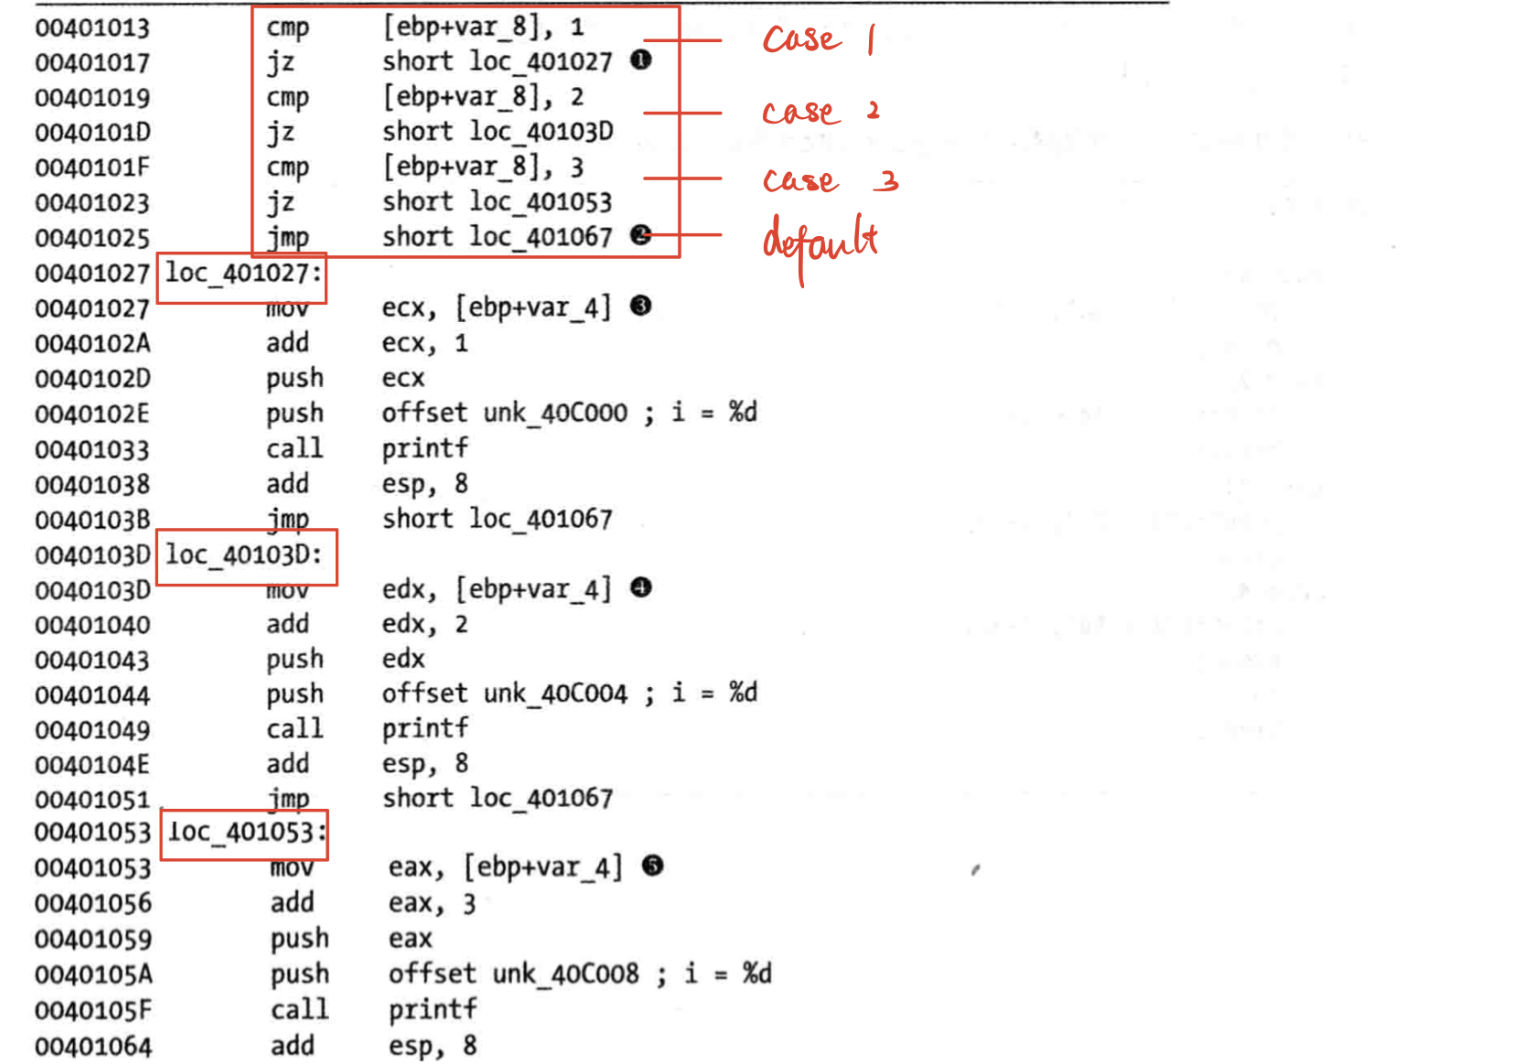 00401013 cmp [ebp+var_8], 1 case 1
00401017 jz short loc_401027 ❶
00401019 cmp [ebp+var_8], 2 case 2
0040101D jz short loc_40103D
0040101F cmp [ebp+var_8], 3 case 3
00401023 jz short loc_401053
00401025 jmp short loc_401067 ❷ default
00401027 loc_401027:
00401027 mov ecx, [ebp+var_4] ❸
0040102A add ecx, 1
0040102D push ecx
0040102E push offset unk_40C000 ; i = %d
00401033 call printf
00401038 add esp, 8
0040103B jmp short loc_401067
0040103D loc_40103D:
0040103D mov edx, [ebp+var_4] ❹
00401040 add edx, 2
00401043 push edx
00401044 push offset unk_40C004 ; i = %d
00401049 call printf
0040104E add esp, 8
00401051 jmp short loc_401067
00401053 loc_401053:
00401053 mov eax, [ebp+var_4] ❺
00401056 add eax, 3
00401059 push eax
0040105A push offset unk_40C008 ; i = %d
0040105F call printf
00401064 add esp, 8